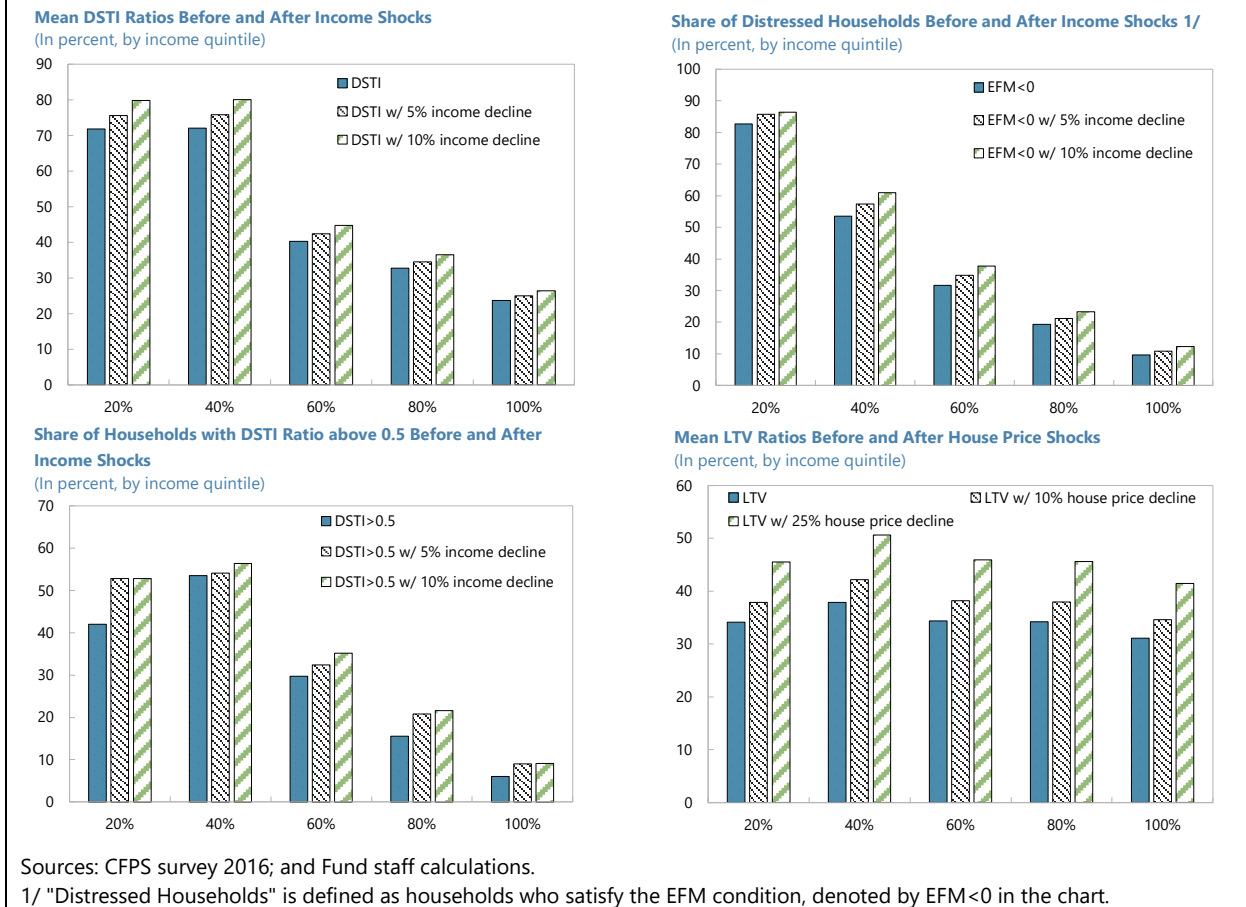 Mean DSTI Ratios Before and After Income Shocks
(In percent, by income quintile)
90
80
70
60
50
40
30
20
10
0
DSTI
DSTI w/ 5% income decline
DSTI w/ 10% income decline
20% 40% 60% 80% 100%
Share of Distressed Households Before and After Income Shocks 1/
(In percent, by income quintile)
100
90
80
70
60
50
40
30
20
10
0
EFM<0
EFM<0 w/ 5% income decline
EFM<0 w/ 10% income decline
20% 40% 60% 80% 100%
Share of Households with DSTI Ratio above 0.5 Before and After
Income Shocks
(In percent, by income quintile)
70
60
50
40
30
20
10
0
DSTI>0.5
DSTI>0.5 w/ 5% income decline
DSTI>0.5 w/ 10% income decline
20% 40% 60% 80% 100%
Mean LTV Ratios Before and After House Price Shocks
(In percent, by income quintile)
60
50
40
30
20
10
0
LTV LTV w/ 10% house price decline
LTV w/ 25% house price decline
20% 40% 60% 80% 100%
Sources: CFPS survey 2016; and Fund staff calculations.
1/ "Distressed Households" is defined as households who satisfy the EFM condition, denoted by EFM<0 in the chart.